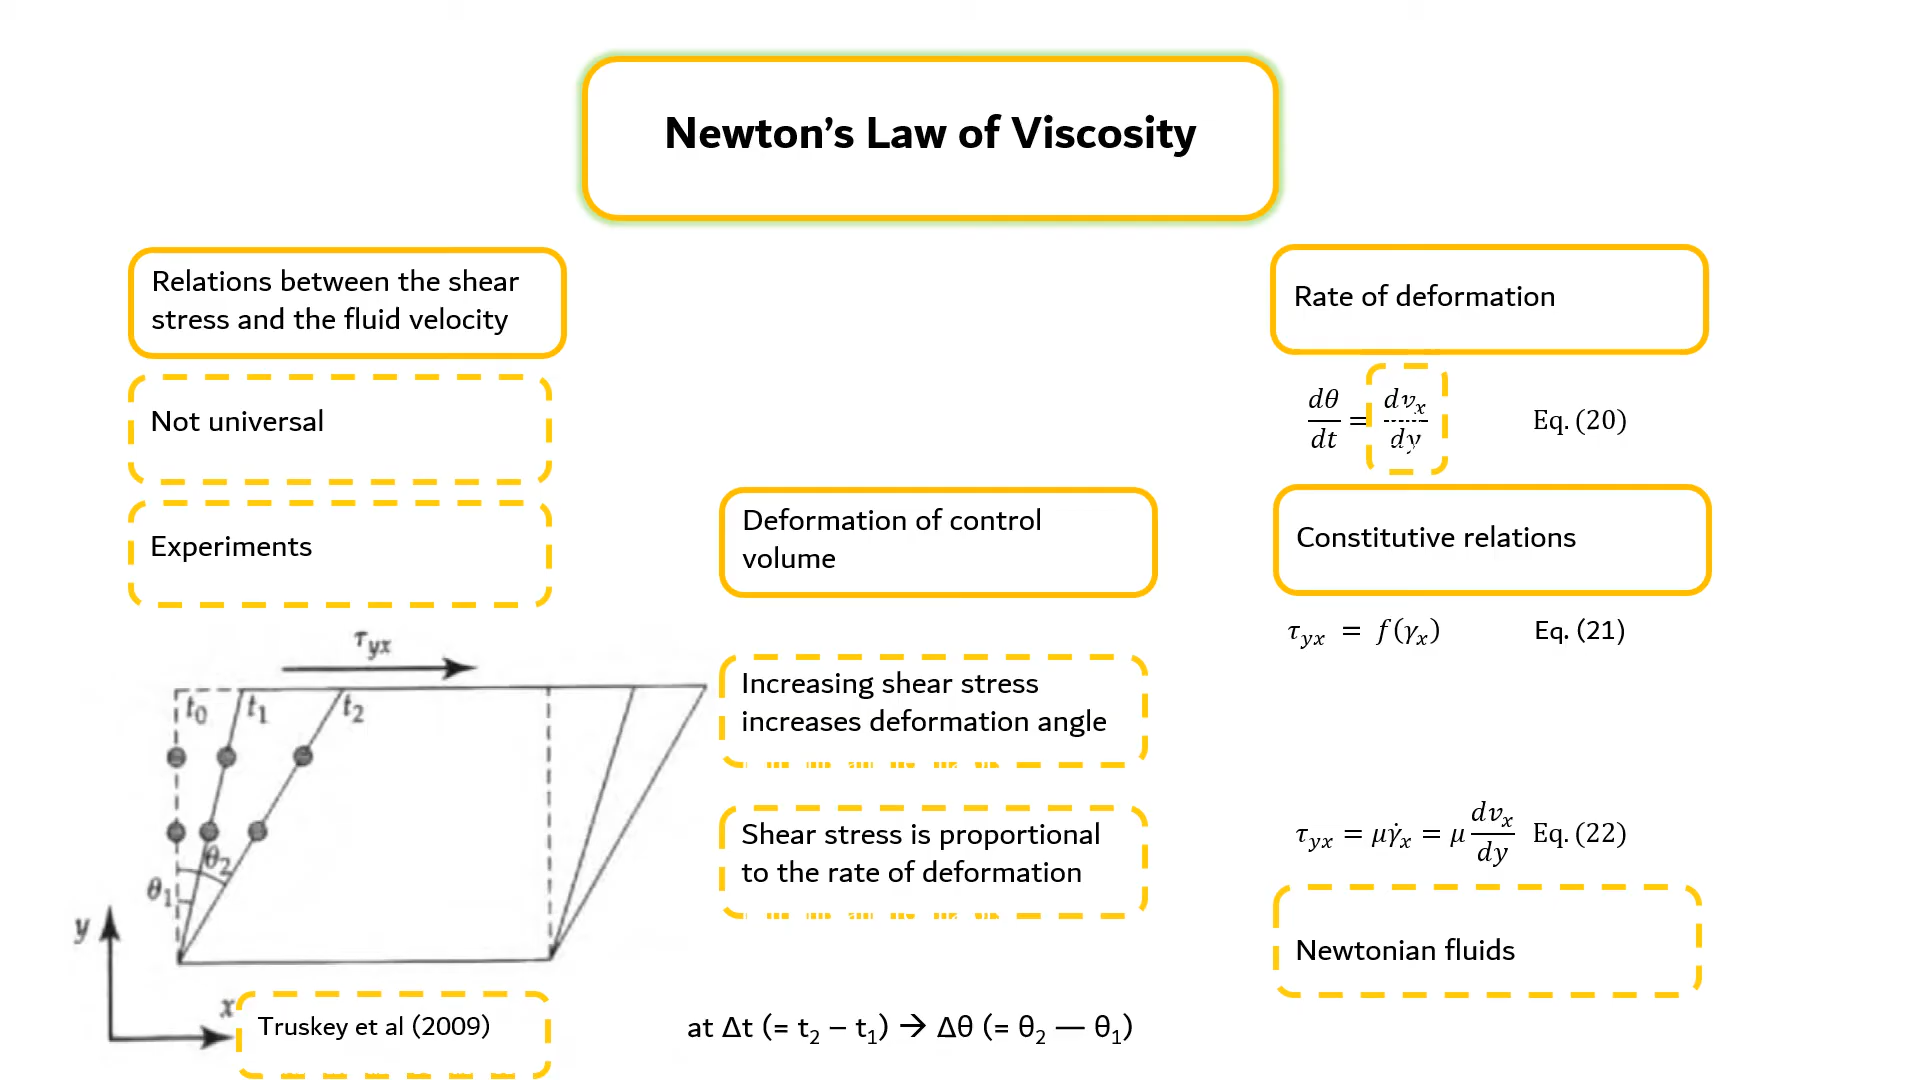 Newton’s Law of Viscosity
Relations between the shear
stress and the fluid velocity
Not universal
Experiments
τyx
t0 t1 t2
θ2
θ1
y
x
Truskey et al (2009)
Deformation of control
volume
Increasing shear stress
increases deformation angle
Shear stress is proportional
to the rate of deformation
at Δt (= t2 – t1) → Δθ (= θ2 — θ1)
Rate of deformation
dθ/dt = dvx/dy Eq. (20)
Constitutive relations
τyx = f(γx) Eq. (21)
τyx = μγ̇x = μ dvx/dy Eq. (22)
Newtonian fluids